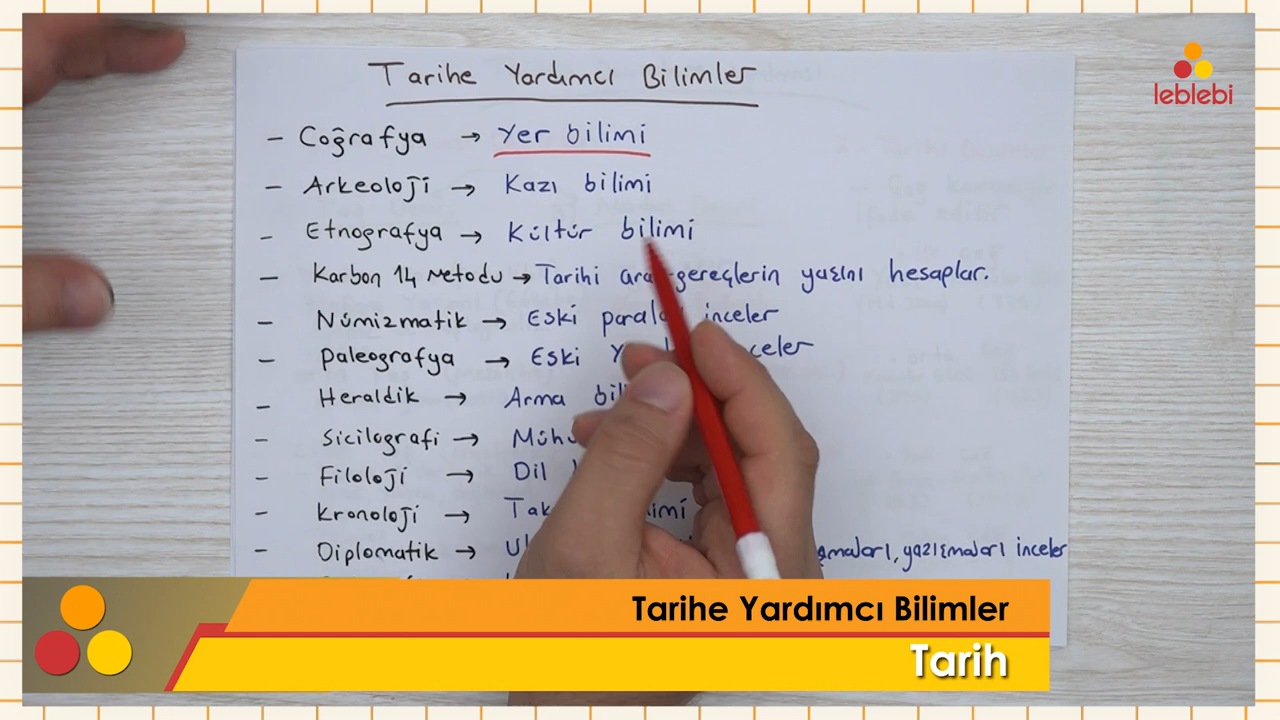 Tarihe Yardımcı Bilimler
leblebi
- Coğrafya → Yer bilimi
- Arkeoloji → Kazı bilimi
- Etnografya → Kültür bilimi
- Karbon 14 Metodu → Tarihi gereçlerin yaşını hesaplar.
- Nümizmatik → Eski inceler
- Paleografya → Eski
- Heraldik → Arma
- Sicilografi →
- Filoloji → Dil
- Kronoloji →
- Diplomatik → yazışmaları inceler
Tarihe Yardımcı Bilimler
Tarih